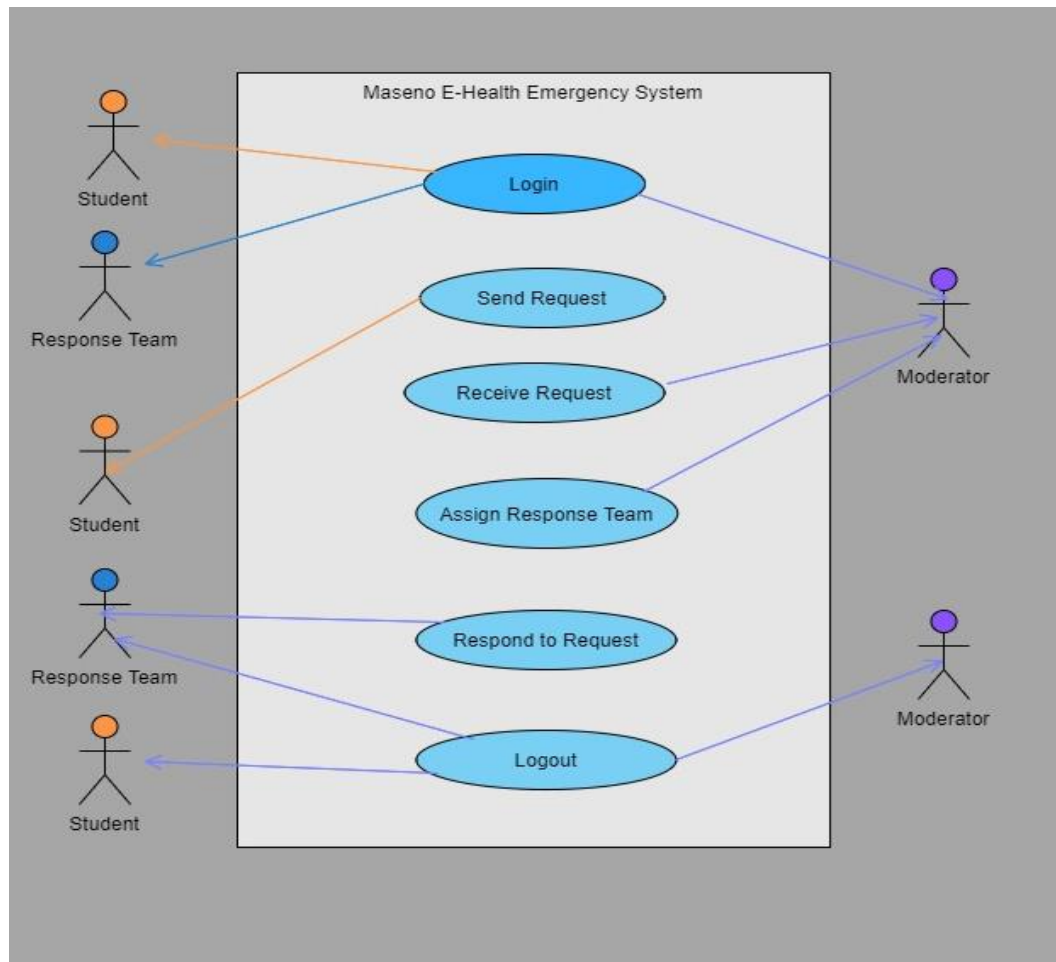 Maseno E-Health Emergency System
Student
Login
Response Team
Send Request
Receive Request
Moderator
Assign Response Team
Student
Respond to Request
Response Team
Moderator
Logout
Student